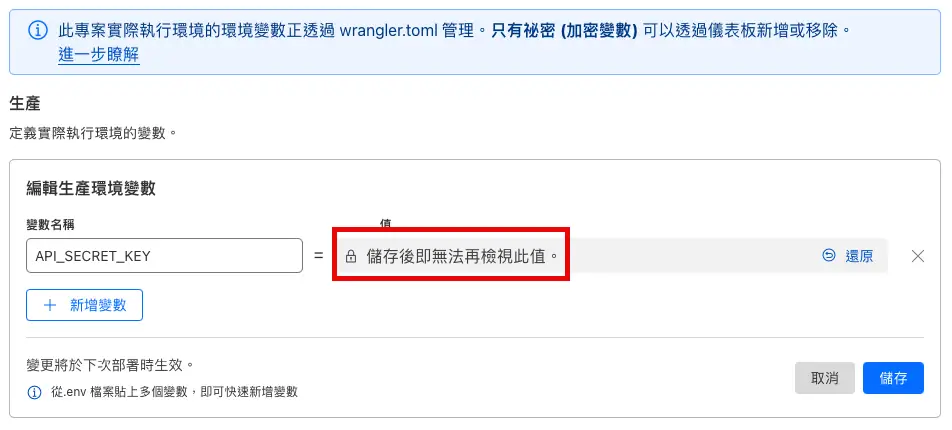 此專案實際執行環境的環境變數正透過 wrangler.toml 管理。只有祕密 (加密變數) 可以透過儀表板新增或移除。
進一步瞭解
生產
定義實際執行環境的變數。
編輯生產環境變數
變數名稱
值
API_SECRET_KEY
=
儲存後即無法再檢視此值。
還原
新增變數
變更將於下次部署時生效。
從.env 檔案貼上多個變數，即可快速新增變數
取消
儲存